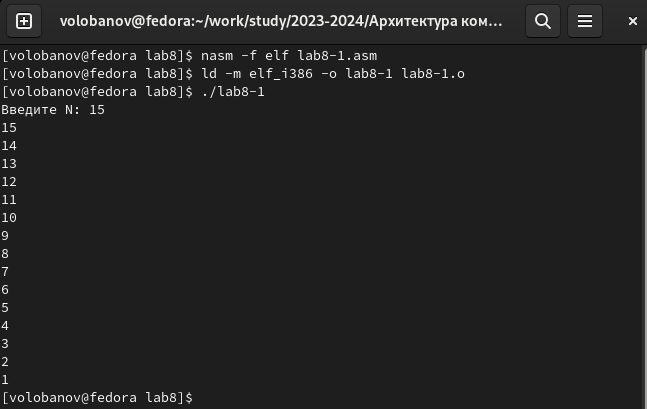 volobanov@fedora:~/work/study/2023-2024/Архитектура ком...
[volobanov@fedora lab8]$ nasm -f elf lab8-1.asm
[volobanov@fedora lab8]$ ld -m elf_i386 -o lab8-1 lab8-1.o
[volobanov@fedora lab8]$ ./lab8-1
Введите N: 15
15
14
13
12
11
10
9
8
7
6
5
4
3
2
1
[volobanov@fedora lab8]$